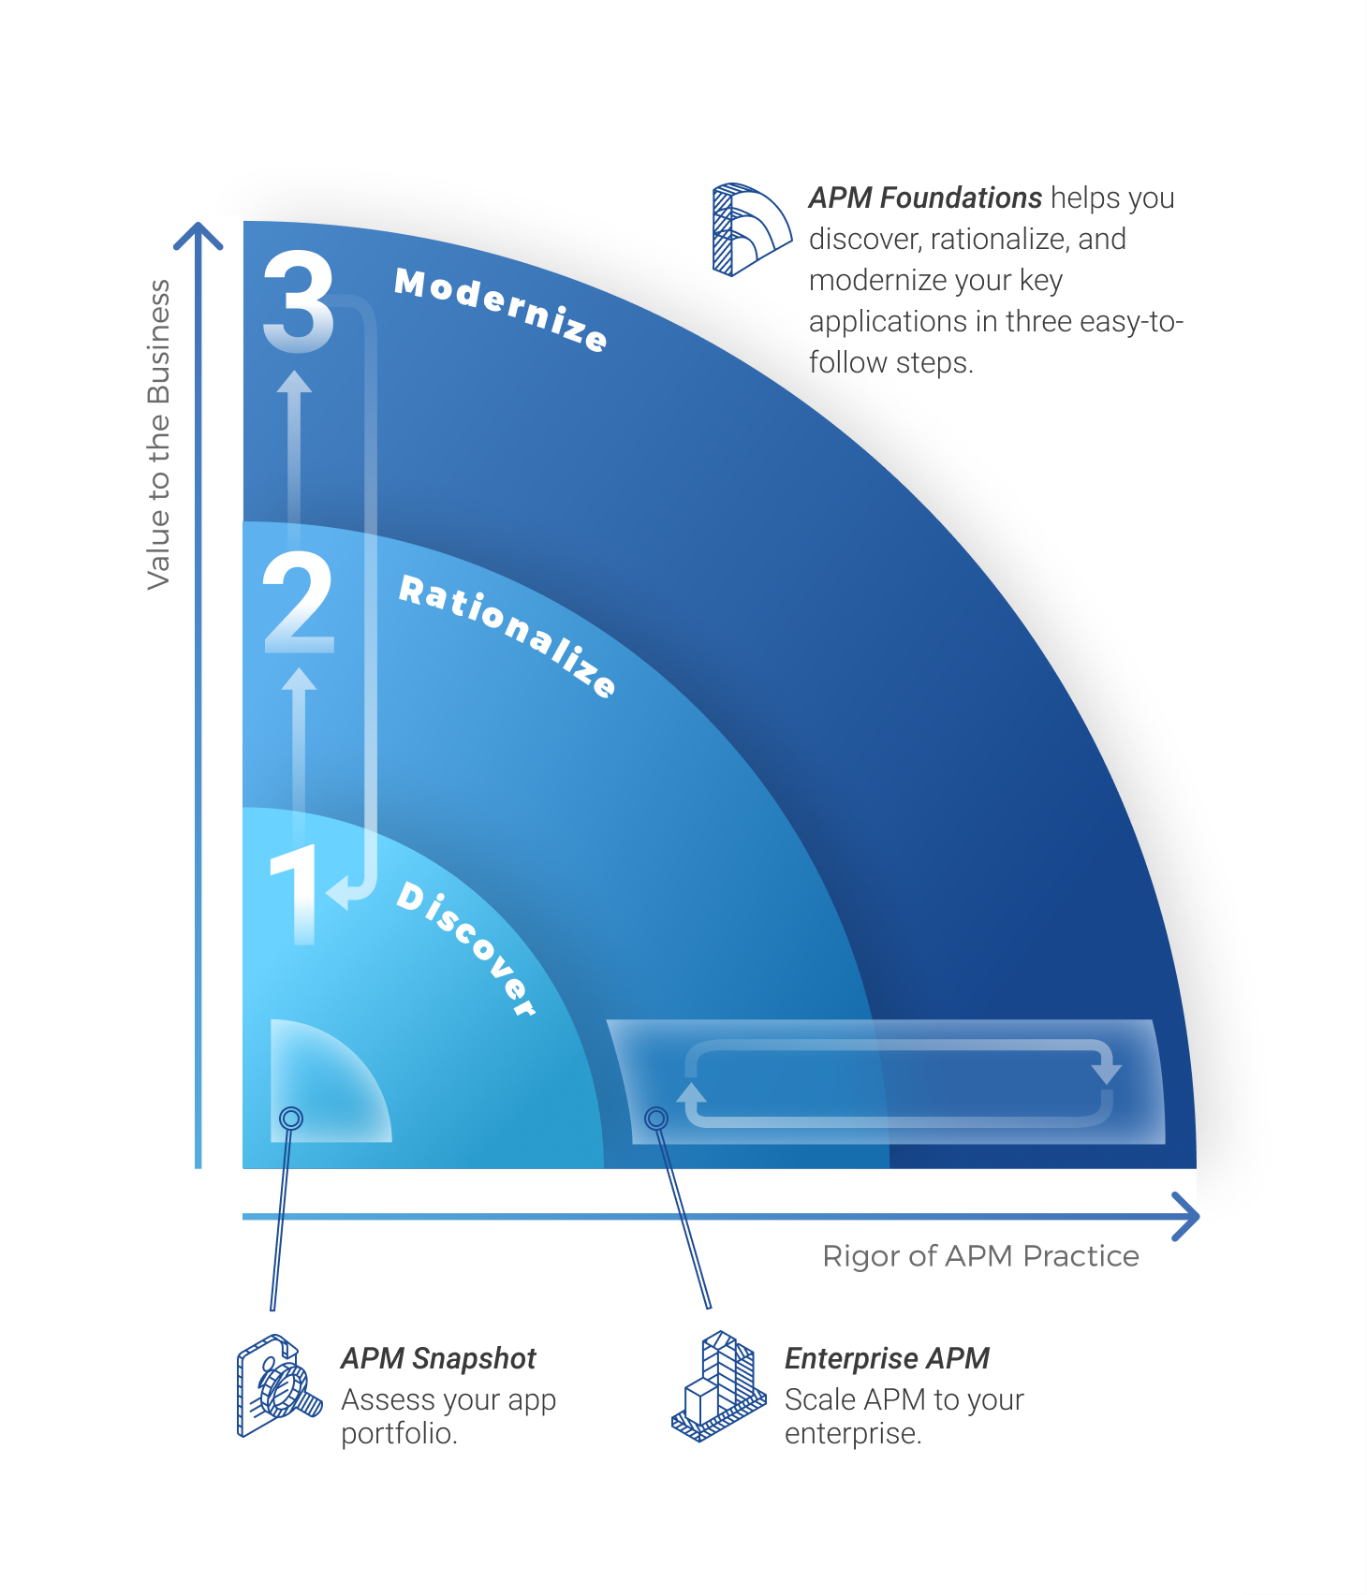 APM Foundations helps you
discover, rationalize, and
modernize your key
applications in three easy-to-
follow steps.
Value to the Business
3
Modernize
2
Rationalize
1
Discover
Rigor of APM Practice
APM Snapshot
Assess your app
portfolio.
Enterprise APM
Scale APM to your
enterprise.